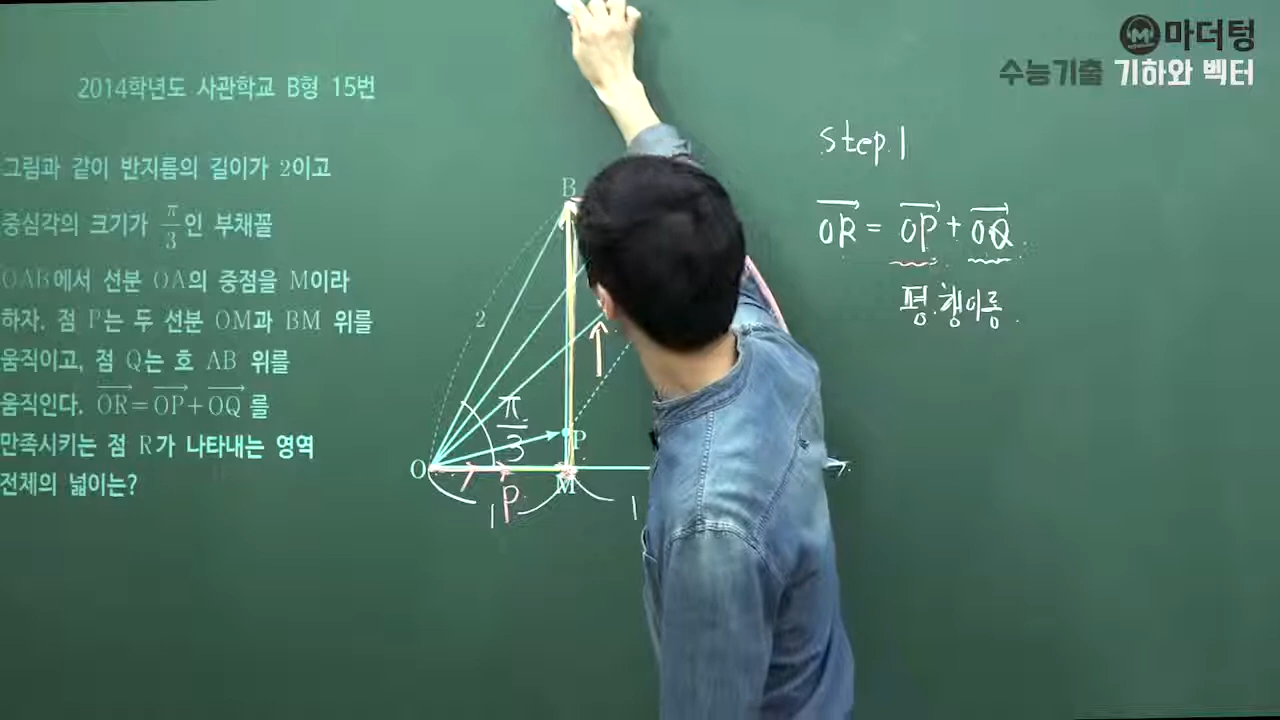 마더텅
수능기출 기하와 벡터
2014학년도 사관학교 B형 15번
그림과 같이 반지름의 길이가 2이고
중심각의 크기가 π/3인 부채꼴
OAB에서 선분 OA의 중점을 M이라
하자. 점 P는 두 선분 OM과 BM 위를
움직이고, 점 Q는 호 AB 위를
움직인다. OR=OP+OQ 를
만족시키는 점 R가 나타내는 영역
전체의 넓이는?
B
2
π/3
P
O
M
P
1
1
step 1
OR = OP + OQ
평행이동